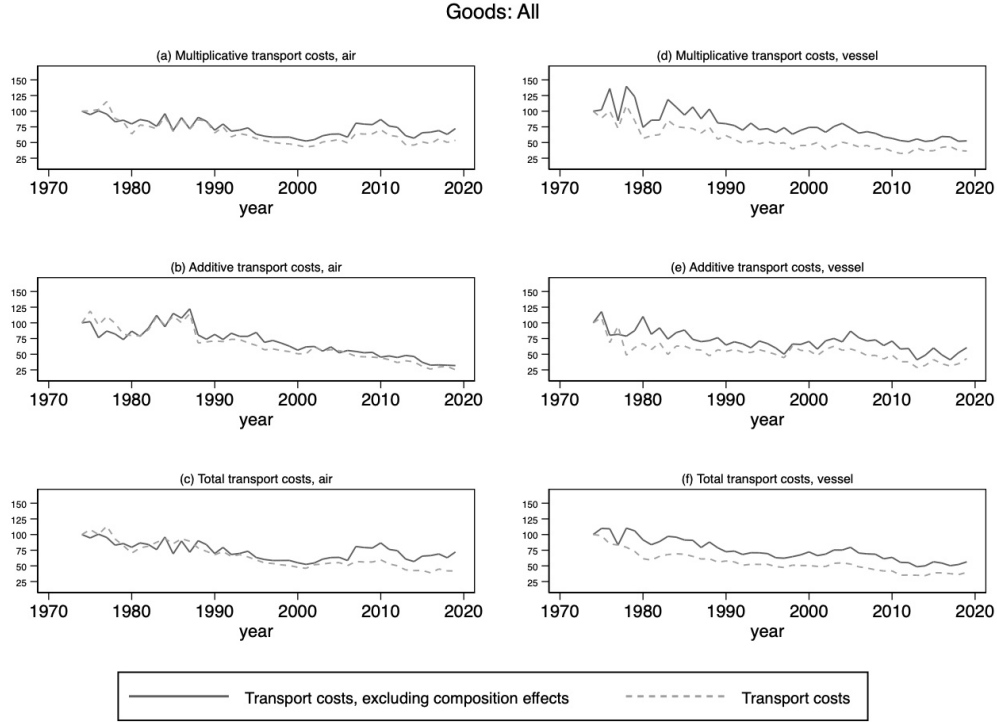 Goods: All
(a) Multiplicative transport costs, air
150
125
100
75
50
25
1970 1980 1990 2000 2010 2020
year
(d) Multiplicative transport costs, vessel
150
125
100
75
50
25
1970 1980 1990 2000 2010 2020
year
(b) Additive transport costs, air
150
125
100
75
50
25
1970 1980 1990 2000 2010 2020
year
(e) Additive transport costs, vessel
150
125
100
75
50
25
1970 1980 1990 2000 2010 2020
year
(c) Total transport costs, air
150
125
100
75
50
25
1970 1980 1990 2000 2010 2020
year
(f) Total transport costs, vessel
150
125
100
75
50
25
1970 1980 1990 2000 2010 2020
year
Transport costs, excluding composition effects
Transport costs